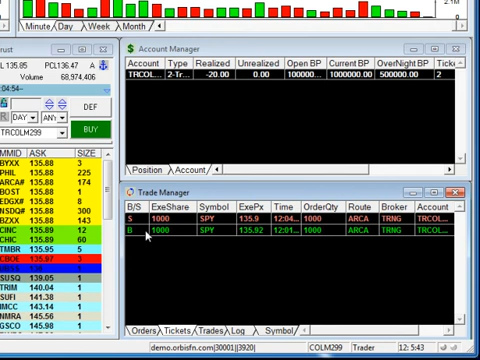 2.1M
Minute Day Week Month
rust
L 135.85 PCL136.47 A
Volume 68,974,406
:04:54~
R DAY
DEF
TRCOLM299
BUY
MMID ASK SIZE
BYXX 135.88 3
PHIL 135.88 225
ARCA# 135.88 174
BOST 135.88 1
EDGX# 135.88 9
NSDQ# 135.88 300
BZXX 135.88 143
CINC 135.89 12
CHIC 135.89 60
TMBR 135.95 5
CBOE 135.97 3
SUSQ 139.05 1
TRIM 140.04 1
SUFI 141.38 1
IMCC 143.14 1
NMRA 145.56 1
GSCO 145.98 1
Account Manager
Account Type Realized Unrealized Open BP Current BP OverNight BP Ticke
TRCOL... 2-Tr... -20.00 0.00 100000... 1000000.00 500000.00 2
Position Account
Trade Manager
B/S ExeShare Symbol ExePx Time OrderQty Route Broker Account
S 1000 SPY 135.9 12:04... 1000 ARCA TRNG TRCOL...
B 1000 SPY 135.92 12:01... 1000 ARCA TRNG TRCOL...
Orders Tickets Trades Log Symbol
demo.orbisfn.com|30001||3920| COLM299 Trader 12: 5:43